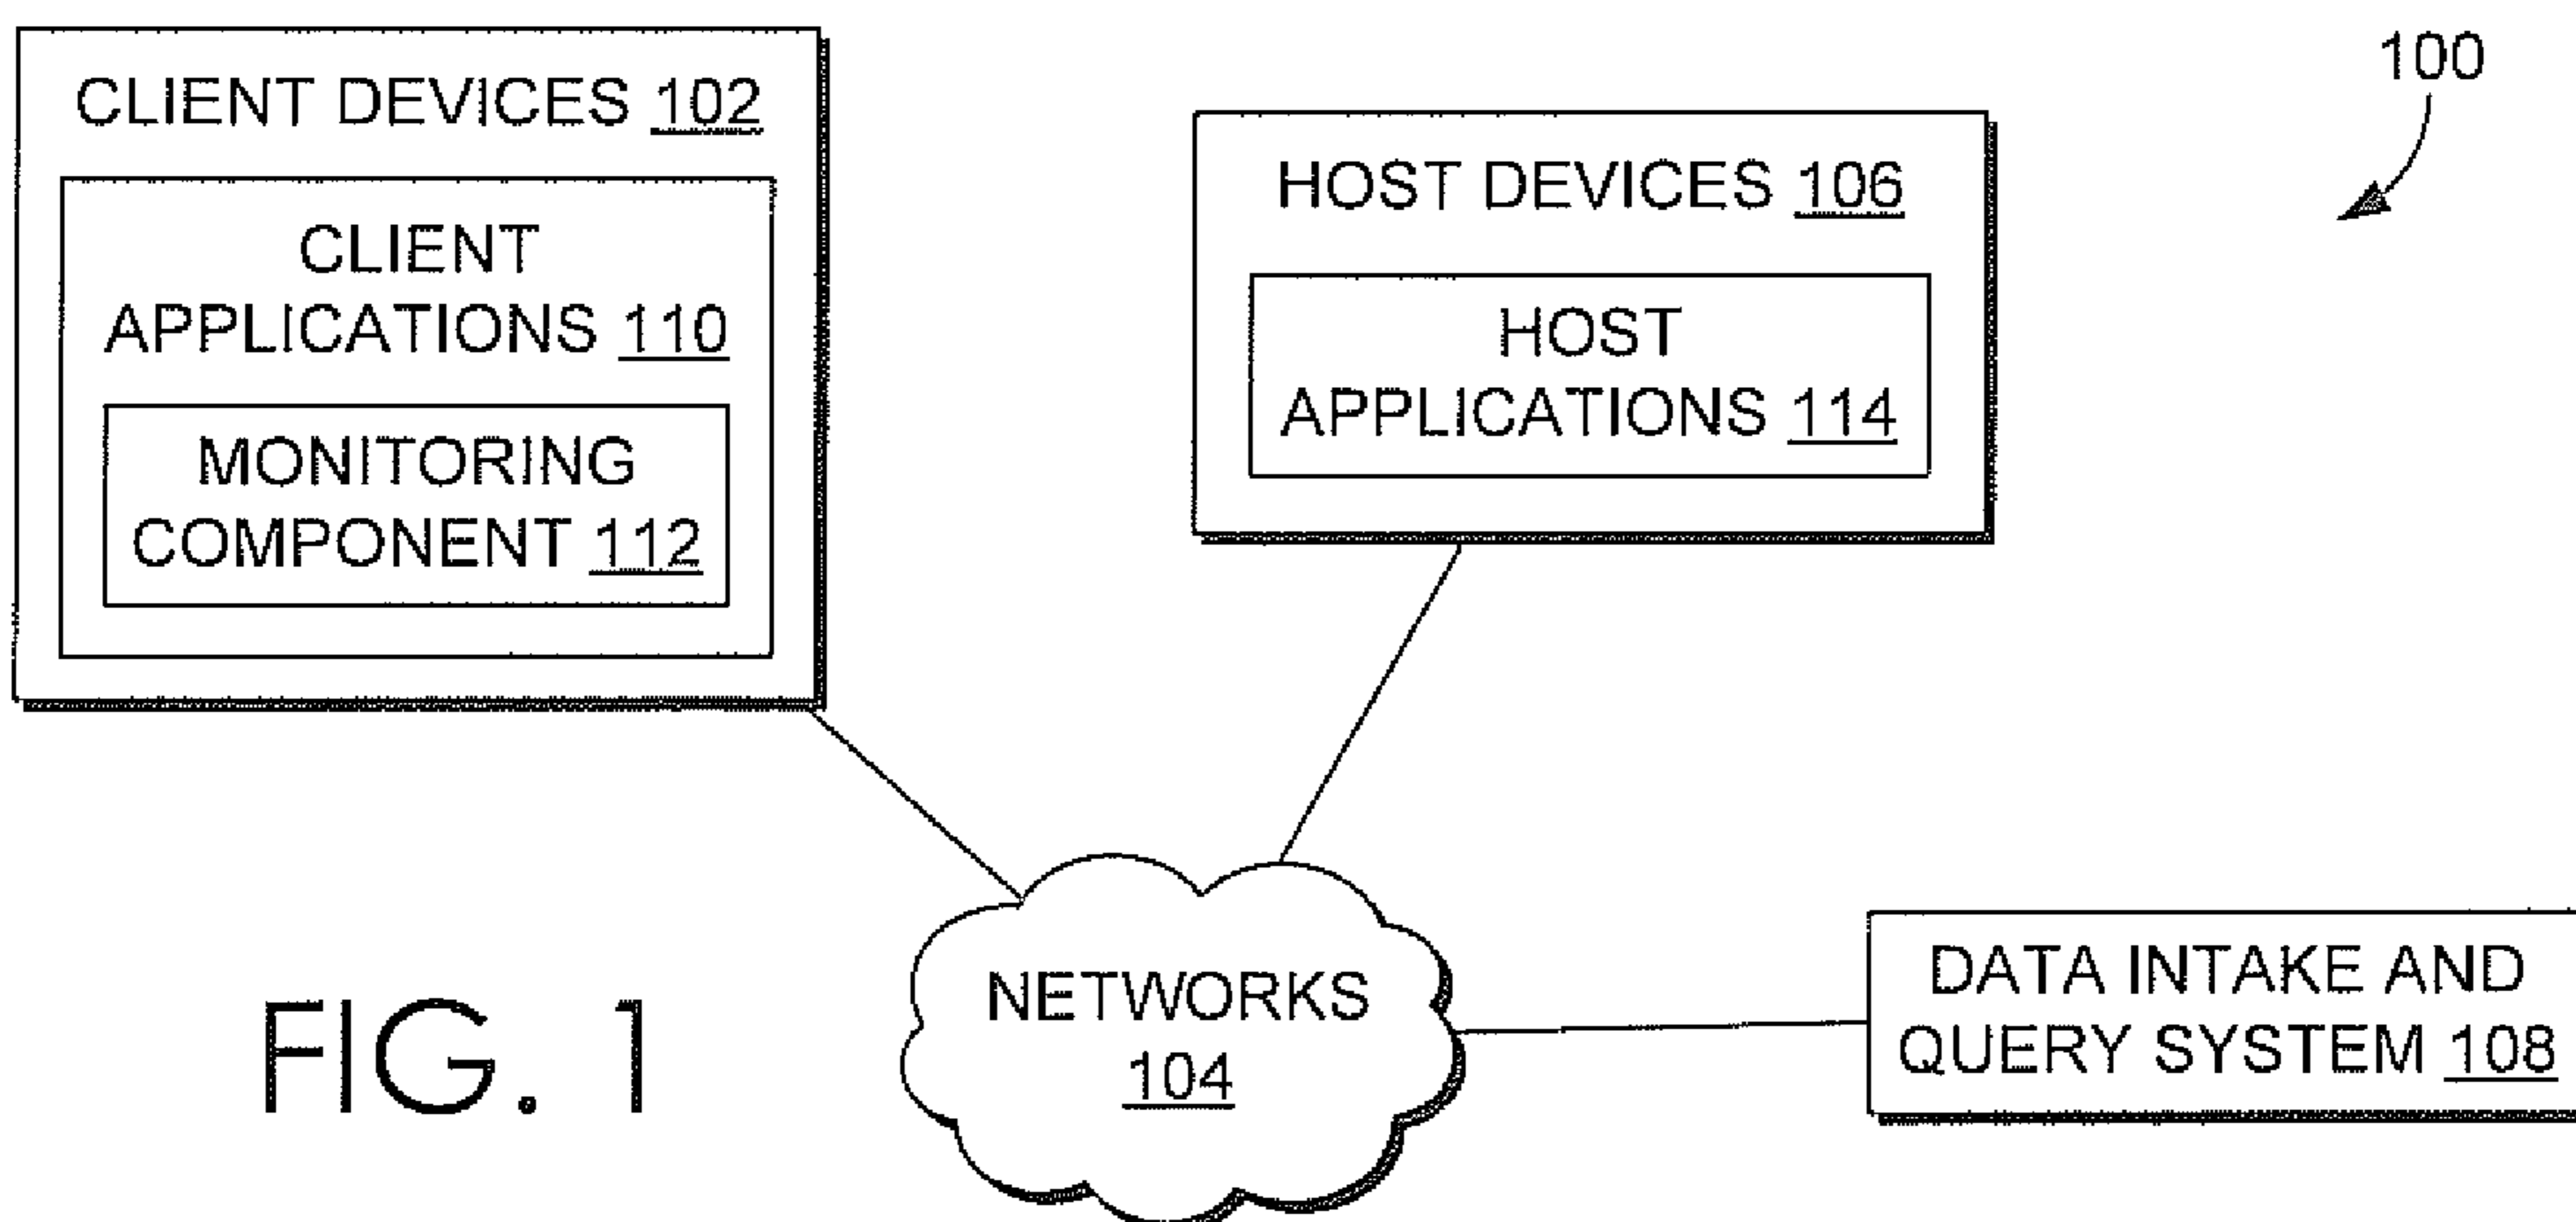 CLIENT DEVICES 102
CLIENT
APPLICATIONS 110
MONITORING
COMPONENT 112
HOST DEVICES 106
HOST
APPLICATIONS 114
100
NETWORKS
104
DATA INTAKE AND
QUERY SYSTEM 108
FIG. 1